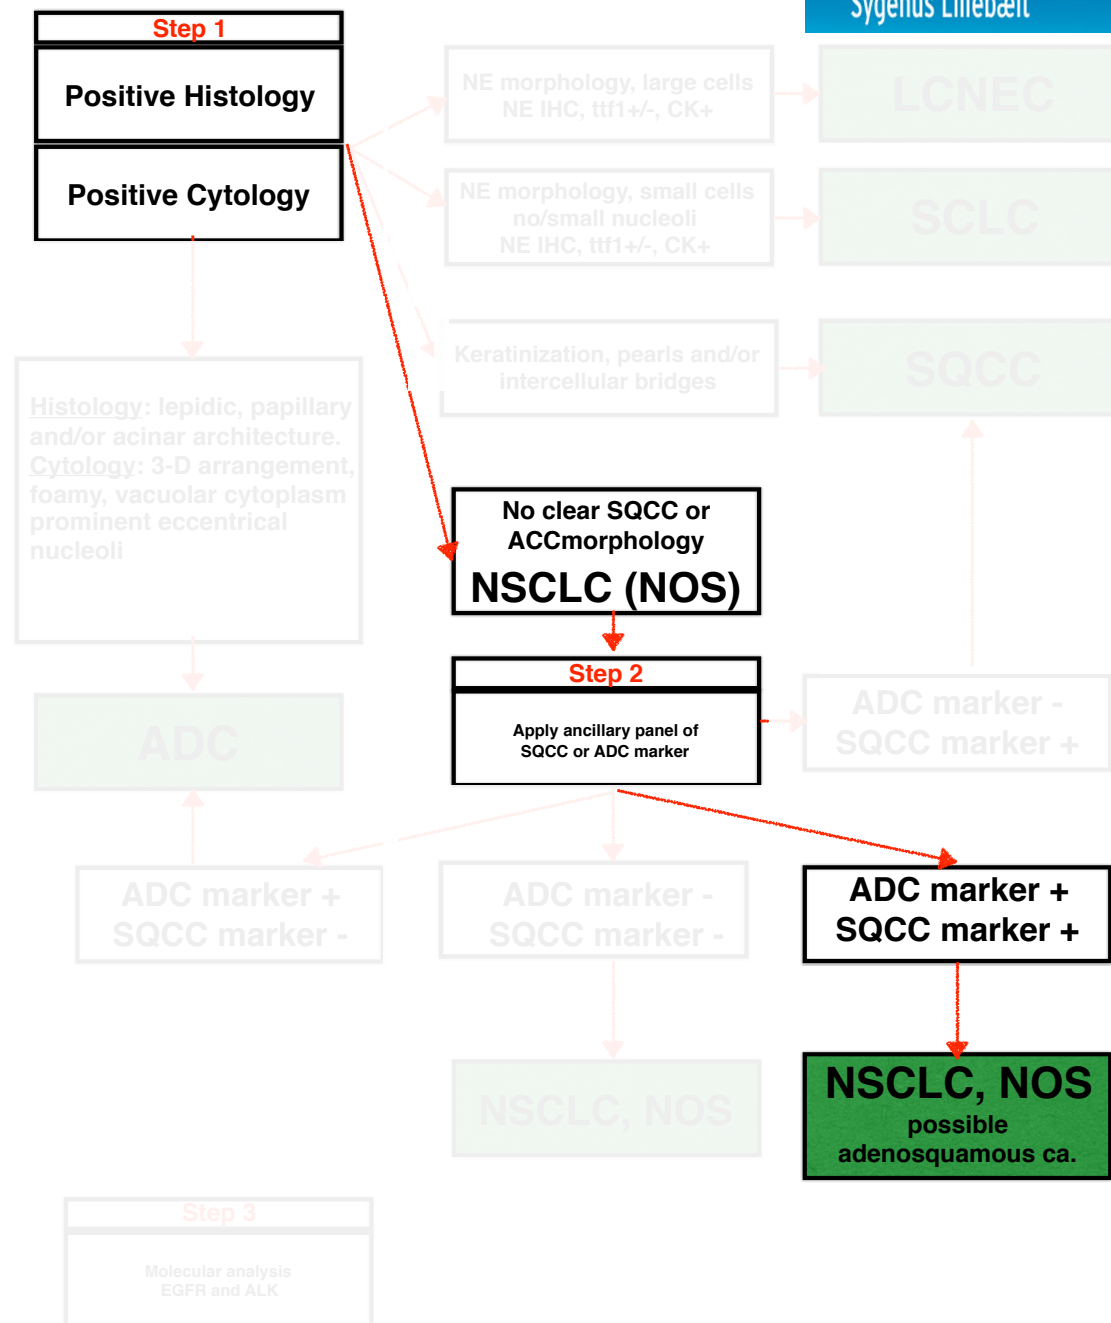 Sygehus Lillebælt
Step 1
Positive Histology
Positive Cytology
NE morphology, large cells
NE IHC, ttf1+/-, CK+
LCNEC
NE morphology, small cells
no/small nucleoli
NE IHC, ttf1+/-, CK+
SCLC
Keratinization, pearls and/or
intercellular bridges
SQCC
Histology: lepidic, papillary
and/or acinar architecture.
Cytology: 3-D arrangement,
foamy, vacuolar cytoplasm
prominent eccentrical
nucleoli
No clear SQCC or
ACCmorphology
NSCLC (NOS)
Step 2
Apply ancillary panel of
SQCC or ADC marker
ADC marker -
SQCC marker +
ADC
ADC marker +
SQCC marker -
ADC marker -
SQCC marker -
ADC marker +
SQCC marker +
NSCLC, NOS
NSCLC, NOS
possible
adenosquamous ca.
Step 3
Molecular analysis
EGFR and ALK